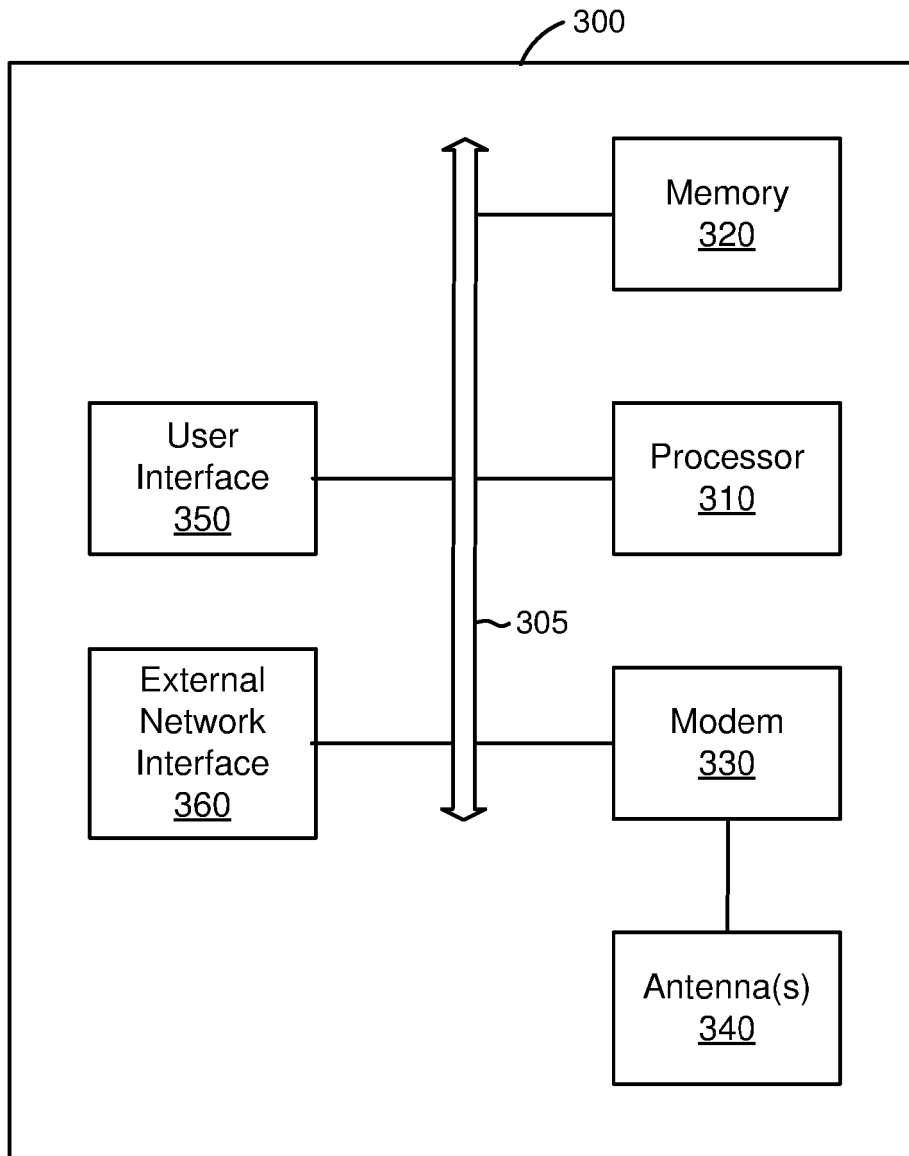 300
Memory
320
User
Interface
350
Processor
310
305
External
Network
Interface
360
Modem
330
Antenna(s)
340